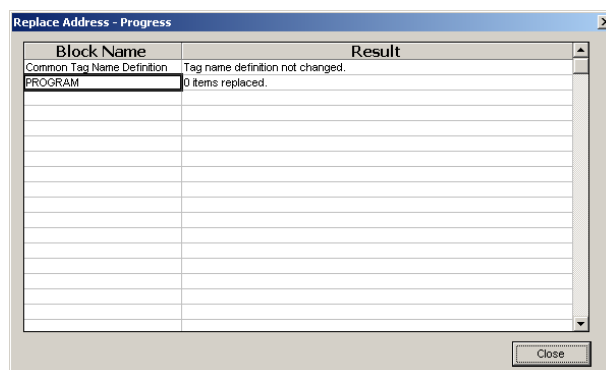 Replace Address - Progress
Block Name Result
Common Tag Name Definition Tag name definition not changed.
PROGRAM 0 items replaced.
Close